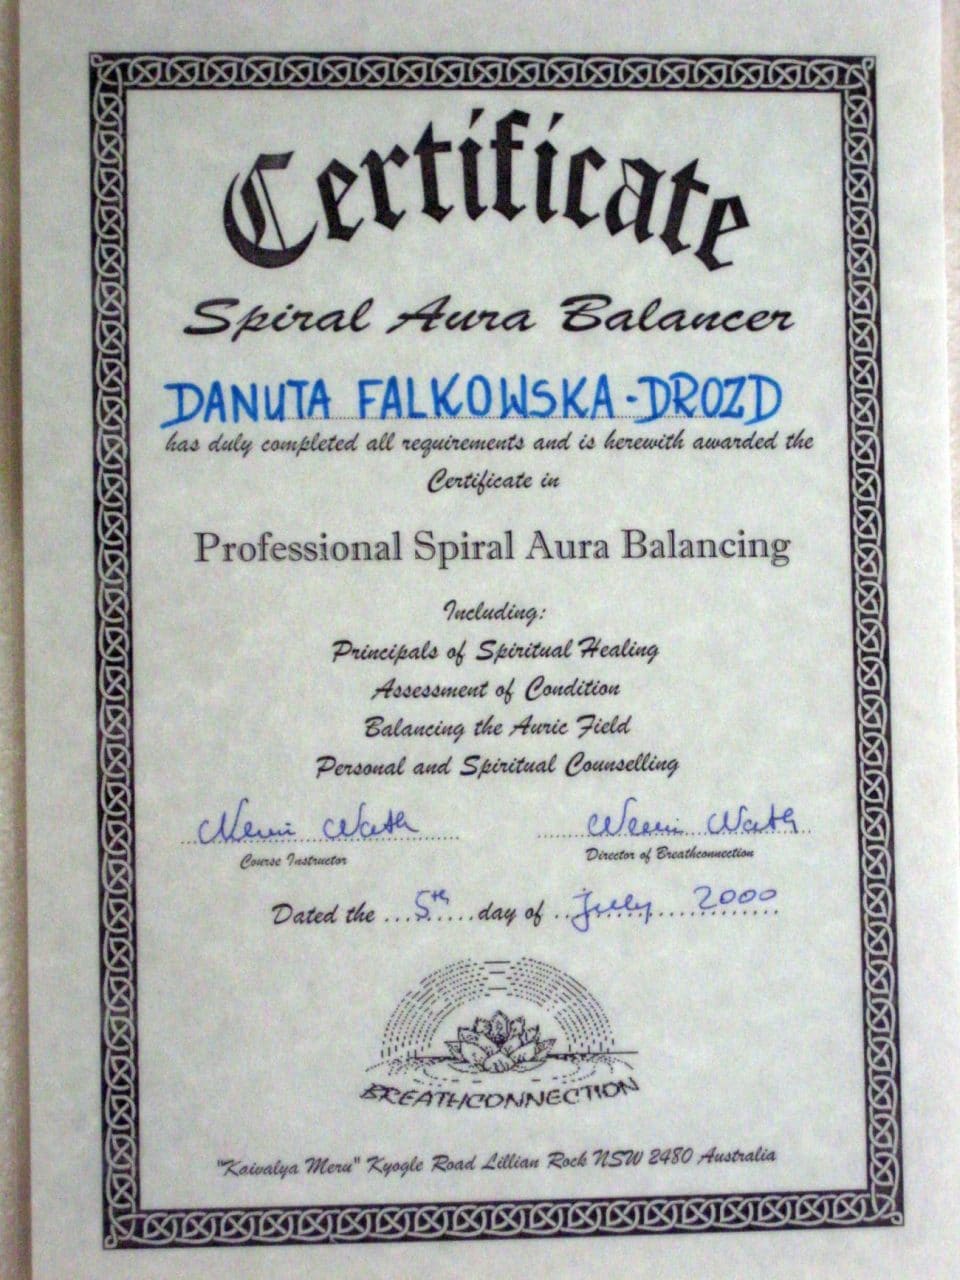 Certificate
Spiral Aura Balancer
DANUTA FALKOWSKA-DROZD
has duly completed all requirements and is herewith awarded the
Certificate in
Professional Spiral Aura Balancing
Including:
Principals of Spiritual Healing
Assessment of Condition
Balancing the Auric Field
Personal and Spiritual Counselling
Course Instructor
Director of Breathconnection
Dated the ...5th.....day of ..July....2000
BREATHCONNECTION
"Kaivalya Meru" Kyogle Road Lillian Rock NSW 2480 Australia